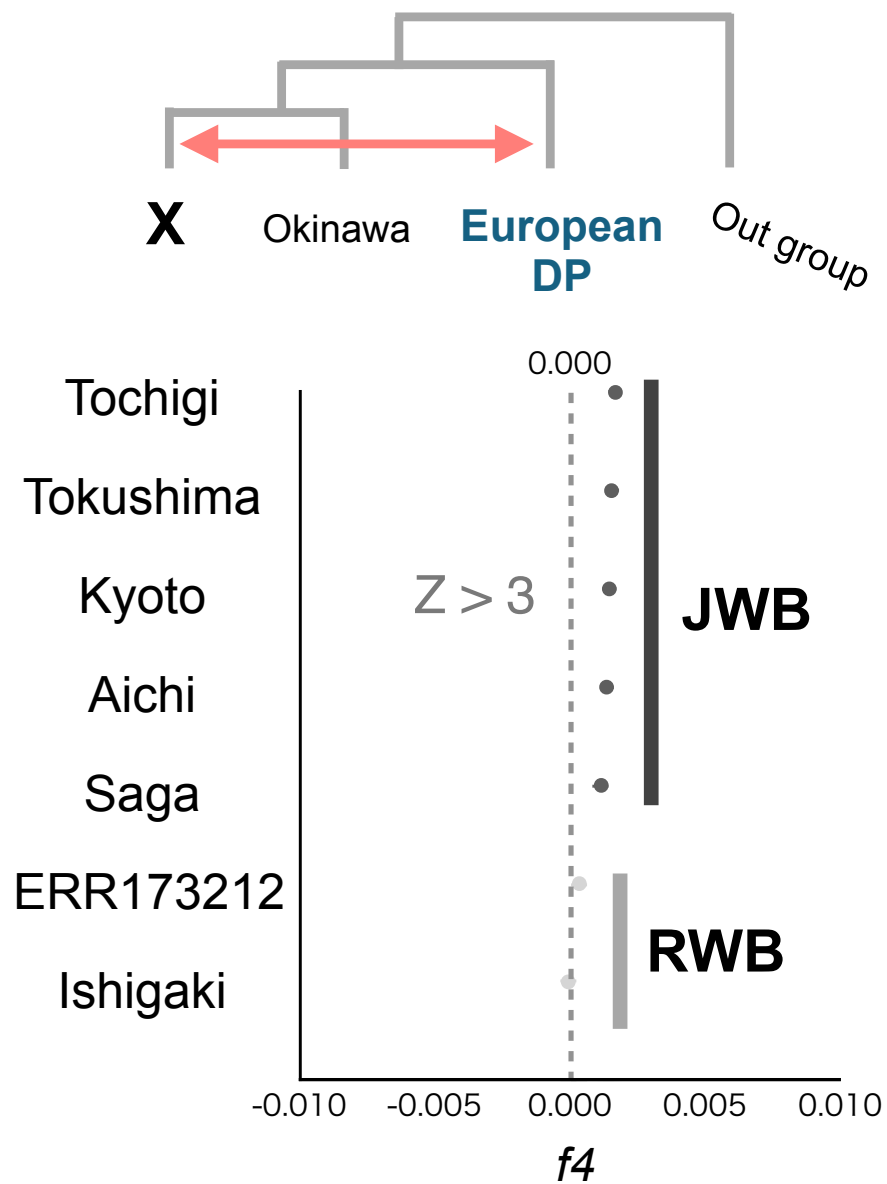 X
Okinawa
European
DP
Out group
0.000
Tochigi
Tokushima
Kyoto
Aichi
Saga
ERR173212
Ishigaki
Z > 3
JWB
RWB
-0.010
-0.005
0.000
0.005
0.010
f4